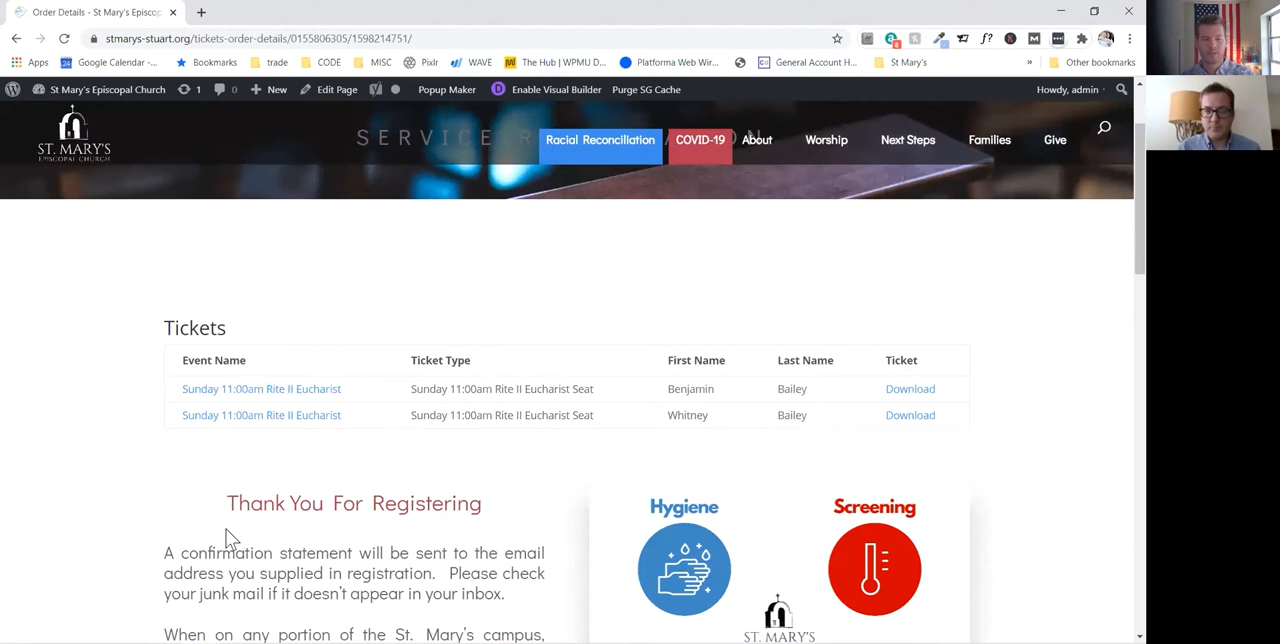 Order Details - St Mary's Episcop
stmarys-stuart.org/tickets-order-details/0155806305/1598214751/
Apps Google Calendar -... Bookmarks trade CODE MISC Pixlr WAVE The Hub | WPMU D... Platforma Web Wir... General Account H... St Mary's » Other bookmarks
St Mary's Episcopal Church 1 0 New Edit Page Popup Maker D Enable Visual Builder Purge SG Cache Howdy, admin
ST. MARY'S
EPISCOPAL CHURCH
SERVICE R
Racial Reconciliation COVID-19 About Worship Next Steps Families Give
Tickets
Event Name Ticket Type First Name Last Name Ticket
Sunday 11:00am Rite II Eucharist Sunday 11:00am Rite II Eucharist Seat Benjamin Bailey Download
Sunday 11:00am Rite II Eucharist Sunday 11:00am Rite II Eucharist Seat Whitney Bailey Download
Thank You For Registering
A confirmation statement will be sent to the email
address you supplied in registration. Please check
your junk mail if it doesn't appear in your inbox.
When on any portion of the St. Mary's campus,
Hygiene Screening
ST. MARY'S